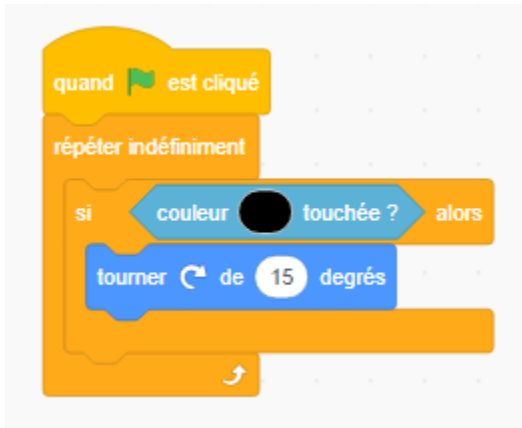 quand est cliqué
répéter indéfiniment
si couleur touchée ? alors
tourner de 15 degrés